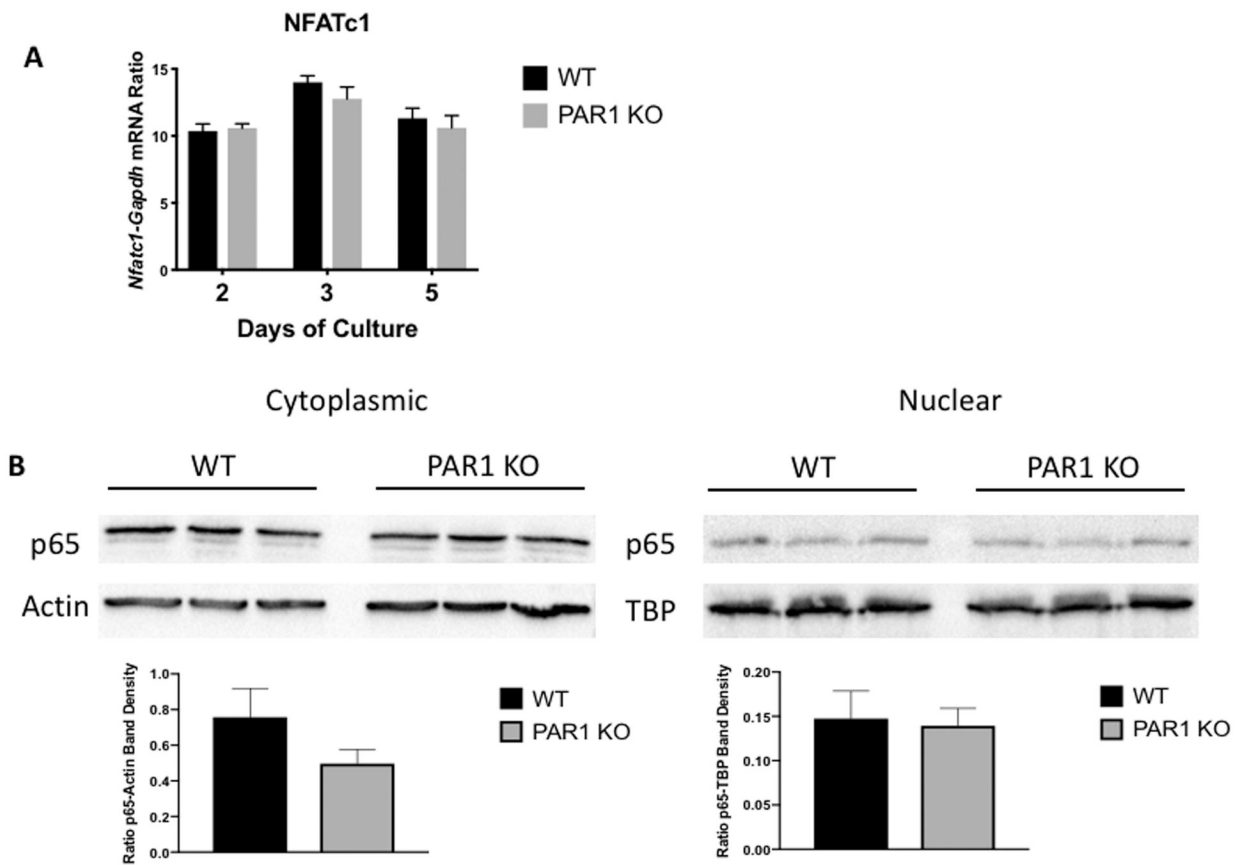 NFATc1
A
Nfatc1-Gapdh mRNA Ratio
15
10
5
0
2 3 5
Days of Culture
WT
PAR1 KO
Cytoplasmic
Nuclear
B
WT PAR1 KO
p65
Actin
WT PAR1 KO
p65
TBP
Ratio p65-Actin Band Density
1.0
0.8
0.6
0.4
0.2
0.0
WT
PAR1 KO
Ratio p65-TBP Band Density
0.20
0.15
0.10
0.05
0.00
WT
PAR1 KO